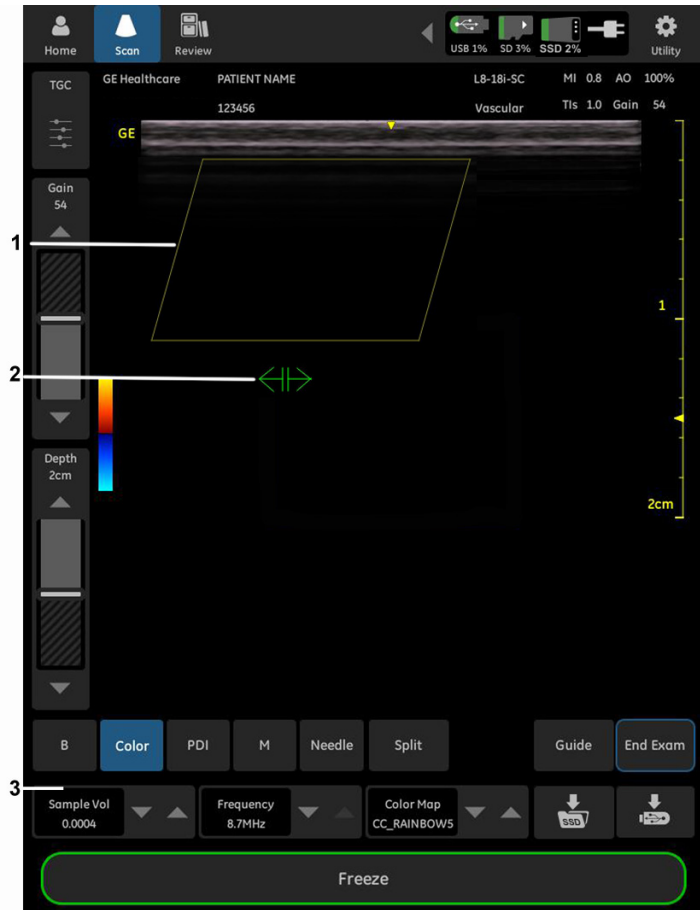 Home
Scan
Review
USB 1%
SD 3%
SSD 2%
Utility
TGC
GE Healthcare PATIENT NAME L8-18i-SC MI 0.8 AO 100%
123456 Vascular TIs 1.0 Gain 54
GE
Gain
54
1
1
2
Depth
2cm
2cm
B
Color
PDI
M
Needle
Split
Guide
End Exam
3
Sample Vol
0.0004
Frequency
8.7MHz
Color Map
CC_RAINBOW5
SSD
Freeze